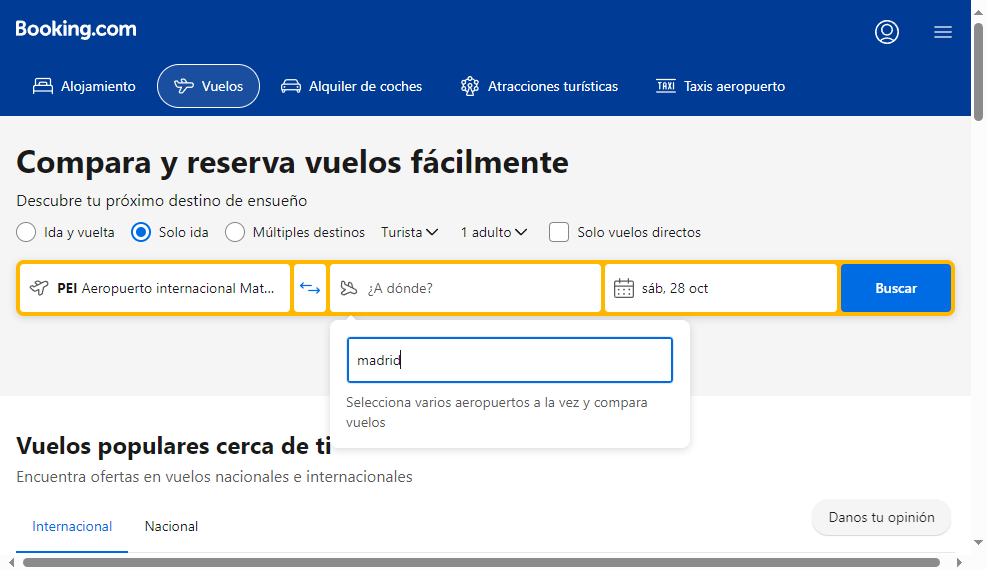 Booking.com
Alojamiento
Vuelos
Alquiler de coches
Atracciones turísticas
TAXI Taxis aeropuerto
Compara y reserva vuelos fácilmente
Descubre tu próximo destino de ensueño
Ida y vuelta
Solo ida
Múltiples destinos
Turista
1 adulto
Solo vuelos directos
PEI Aeropuerto internacional Mat...
¿A dónde?
sáb, 28 oct
Buscar
madrid
Selecciona varios aeropuertos a la vez y compara
vuelos
Vuelos populares cerca de ti
Encuentra ofertas en vuelos nacionales e internacionales
Internacional
Nacional
Danos tu opinión